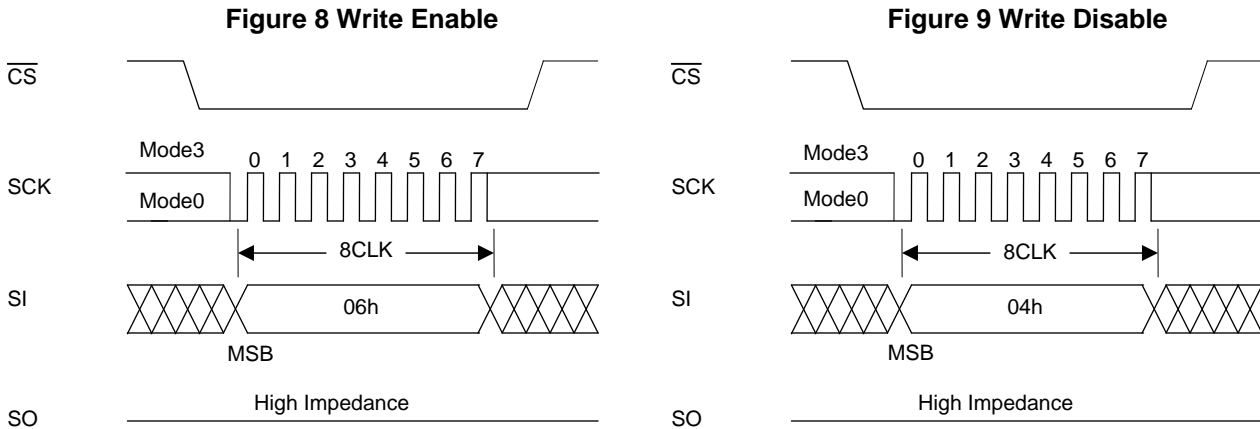 Figure 8 Write Enable
CS
Mode3
0 1 2 3 4 5 6 7
SCK
Mode0
8CLK
SI
06h
MSB
High Impedance
SO
Figure 9 Write Disable
CS
Mode3
0 1 2 3 4 5 6 7
SCK
Mode0
8CLK
SI
04h
MSB
High Impedance
SO